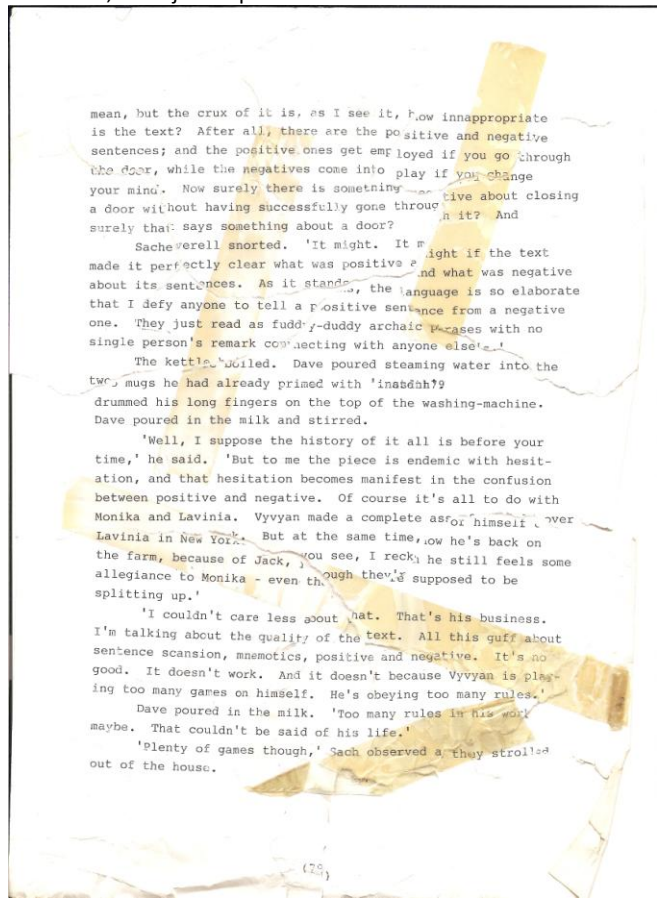 mean, but the crux of it is, as I see it, how innappropriate
is the text? After all, there are the positive and negative
sentences; and the positive ones get employed if you go through
the door, while the negatives come into play if you change
your mind. Now surely there is something tive about closing
a door without having successfully gone throug h it? And
surely that says something about a door?
Sacheverell snorted. 'It might. It might if the text
made it perfectly clear what was positive and what was negative
about its sentences. As it stands, the language is so elaborate
that I defy anyone to tell a positive sentence from a negative
one. They just read as fuddy-duddy archaic phrases with no
single person's remark connecting with anyone else's.'
The kettle boiled. Dave poured steaming water into the
two mugs he had already primed with
drummed his long fingers on the top of the washing-machine.
Dave poured in the milk and stirred.
'Well, I suppose the history of it all is before your
time,' he said. 'But to me the piece is endemic with hesit-
ation, and that hesitation becomes manifest in the confusion
between positive and negative. Of course it's all to do with
Monika and Lavinia. Vyvyan made a complete ass of himself over
Lavinia in New York. But at the same time, now he's back on
the farm, because of Jack, you see, I reck he still feels some
allegiance to Monika - even though they're supposed to be
splitting up.'
'I couldn't care less about that. That's his business.
I'm talking about the quality of the text. All this guff about
sentence scansion, mnemotics, positive and negative. It's no
good. It doesn't work. And it doesn't because Vyvyan is play-
ing too many games on himself. He's obeying too many rules.'
Dave poured in the milk. 'Too many rules in his work
maybe. That couldn't be said of his life.'
'Plenty of games though,' Sach observed a they strolled
out of the house.